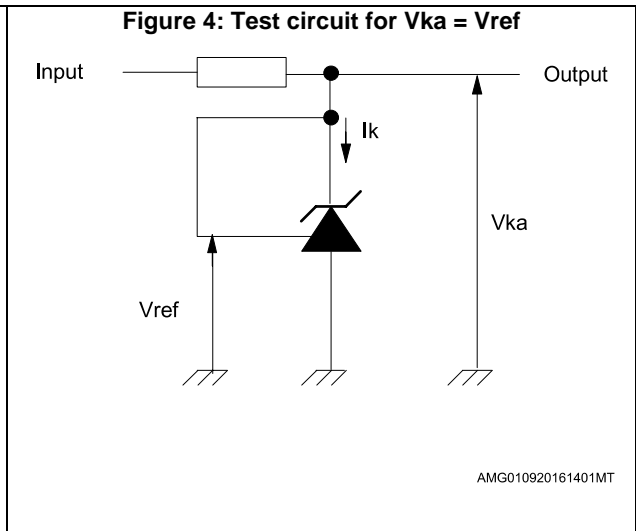 Figure 4: Test circuit for Vka = Vref
Input
Output
Ik
Vka
Vref
AMG010920161401MT